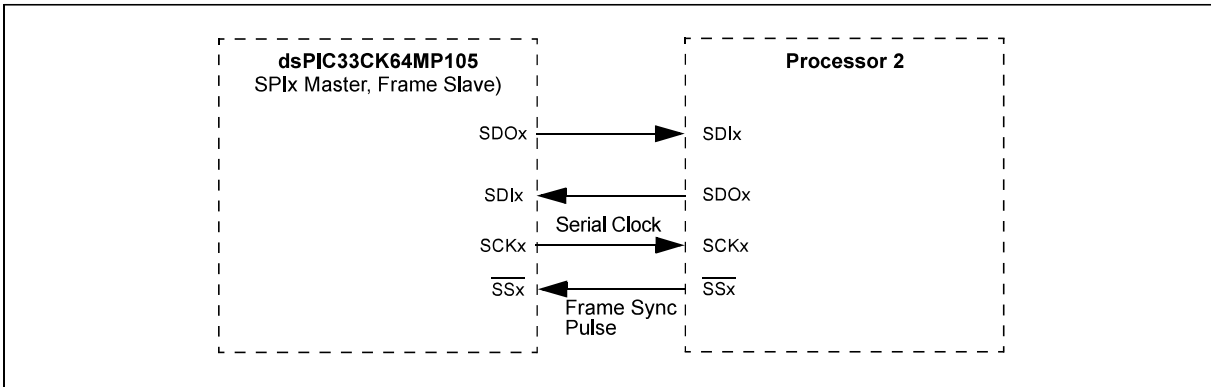 dsPIC33CK64MP105
SPIx Master, Frame Slave)
Processor 2
SDOx
SDIx
SDIx
SDOx
Serial Clock
SCKx
SCKx
SSx
SSx
Frame Sync
Pulse